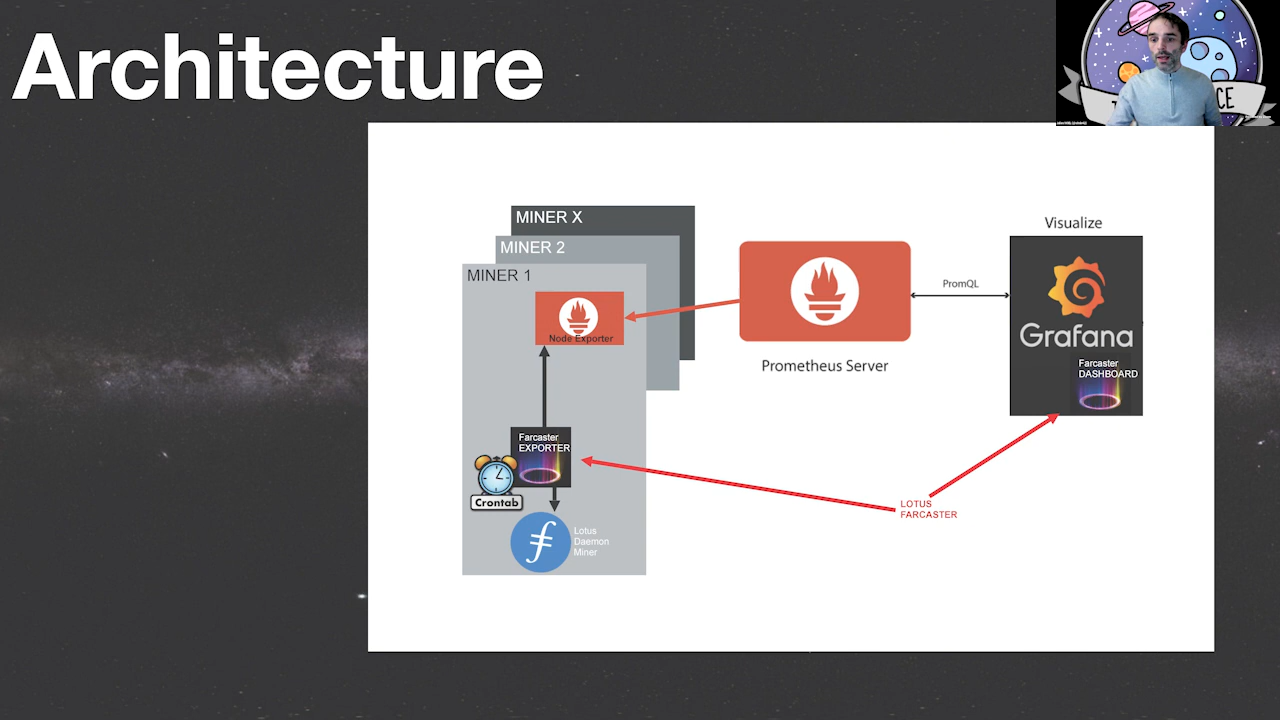 Architecture
CE
MINER X
MINER 2
MINER 1
Node Exporter
Farcaster
EXPORTER
Crontab
Lotus
Daemon
Miner
Prometheus Server
PromQL
Visualize
Grafana
Farcaster
DASHBOARD
LOTUS
FARCASTER